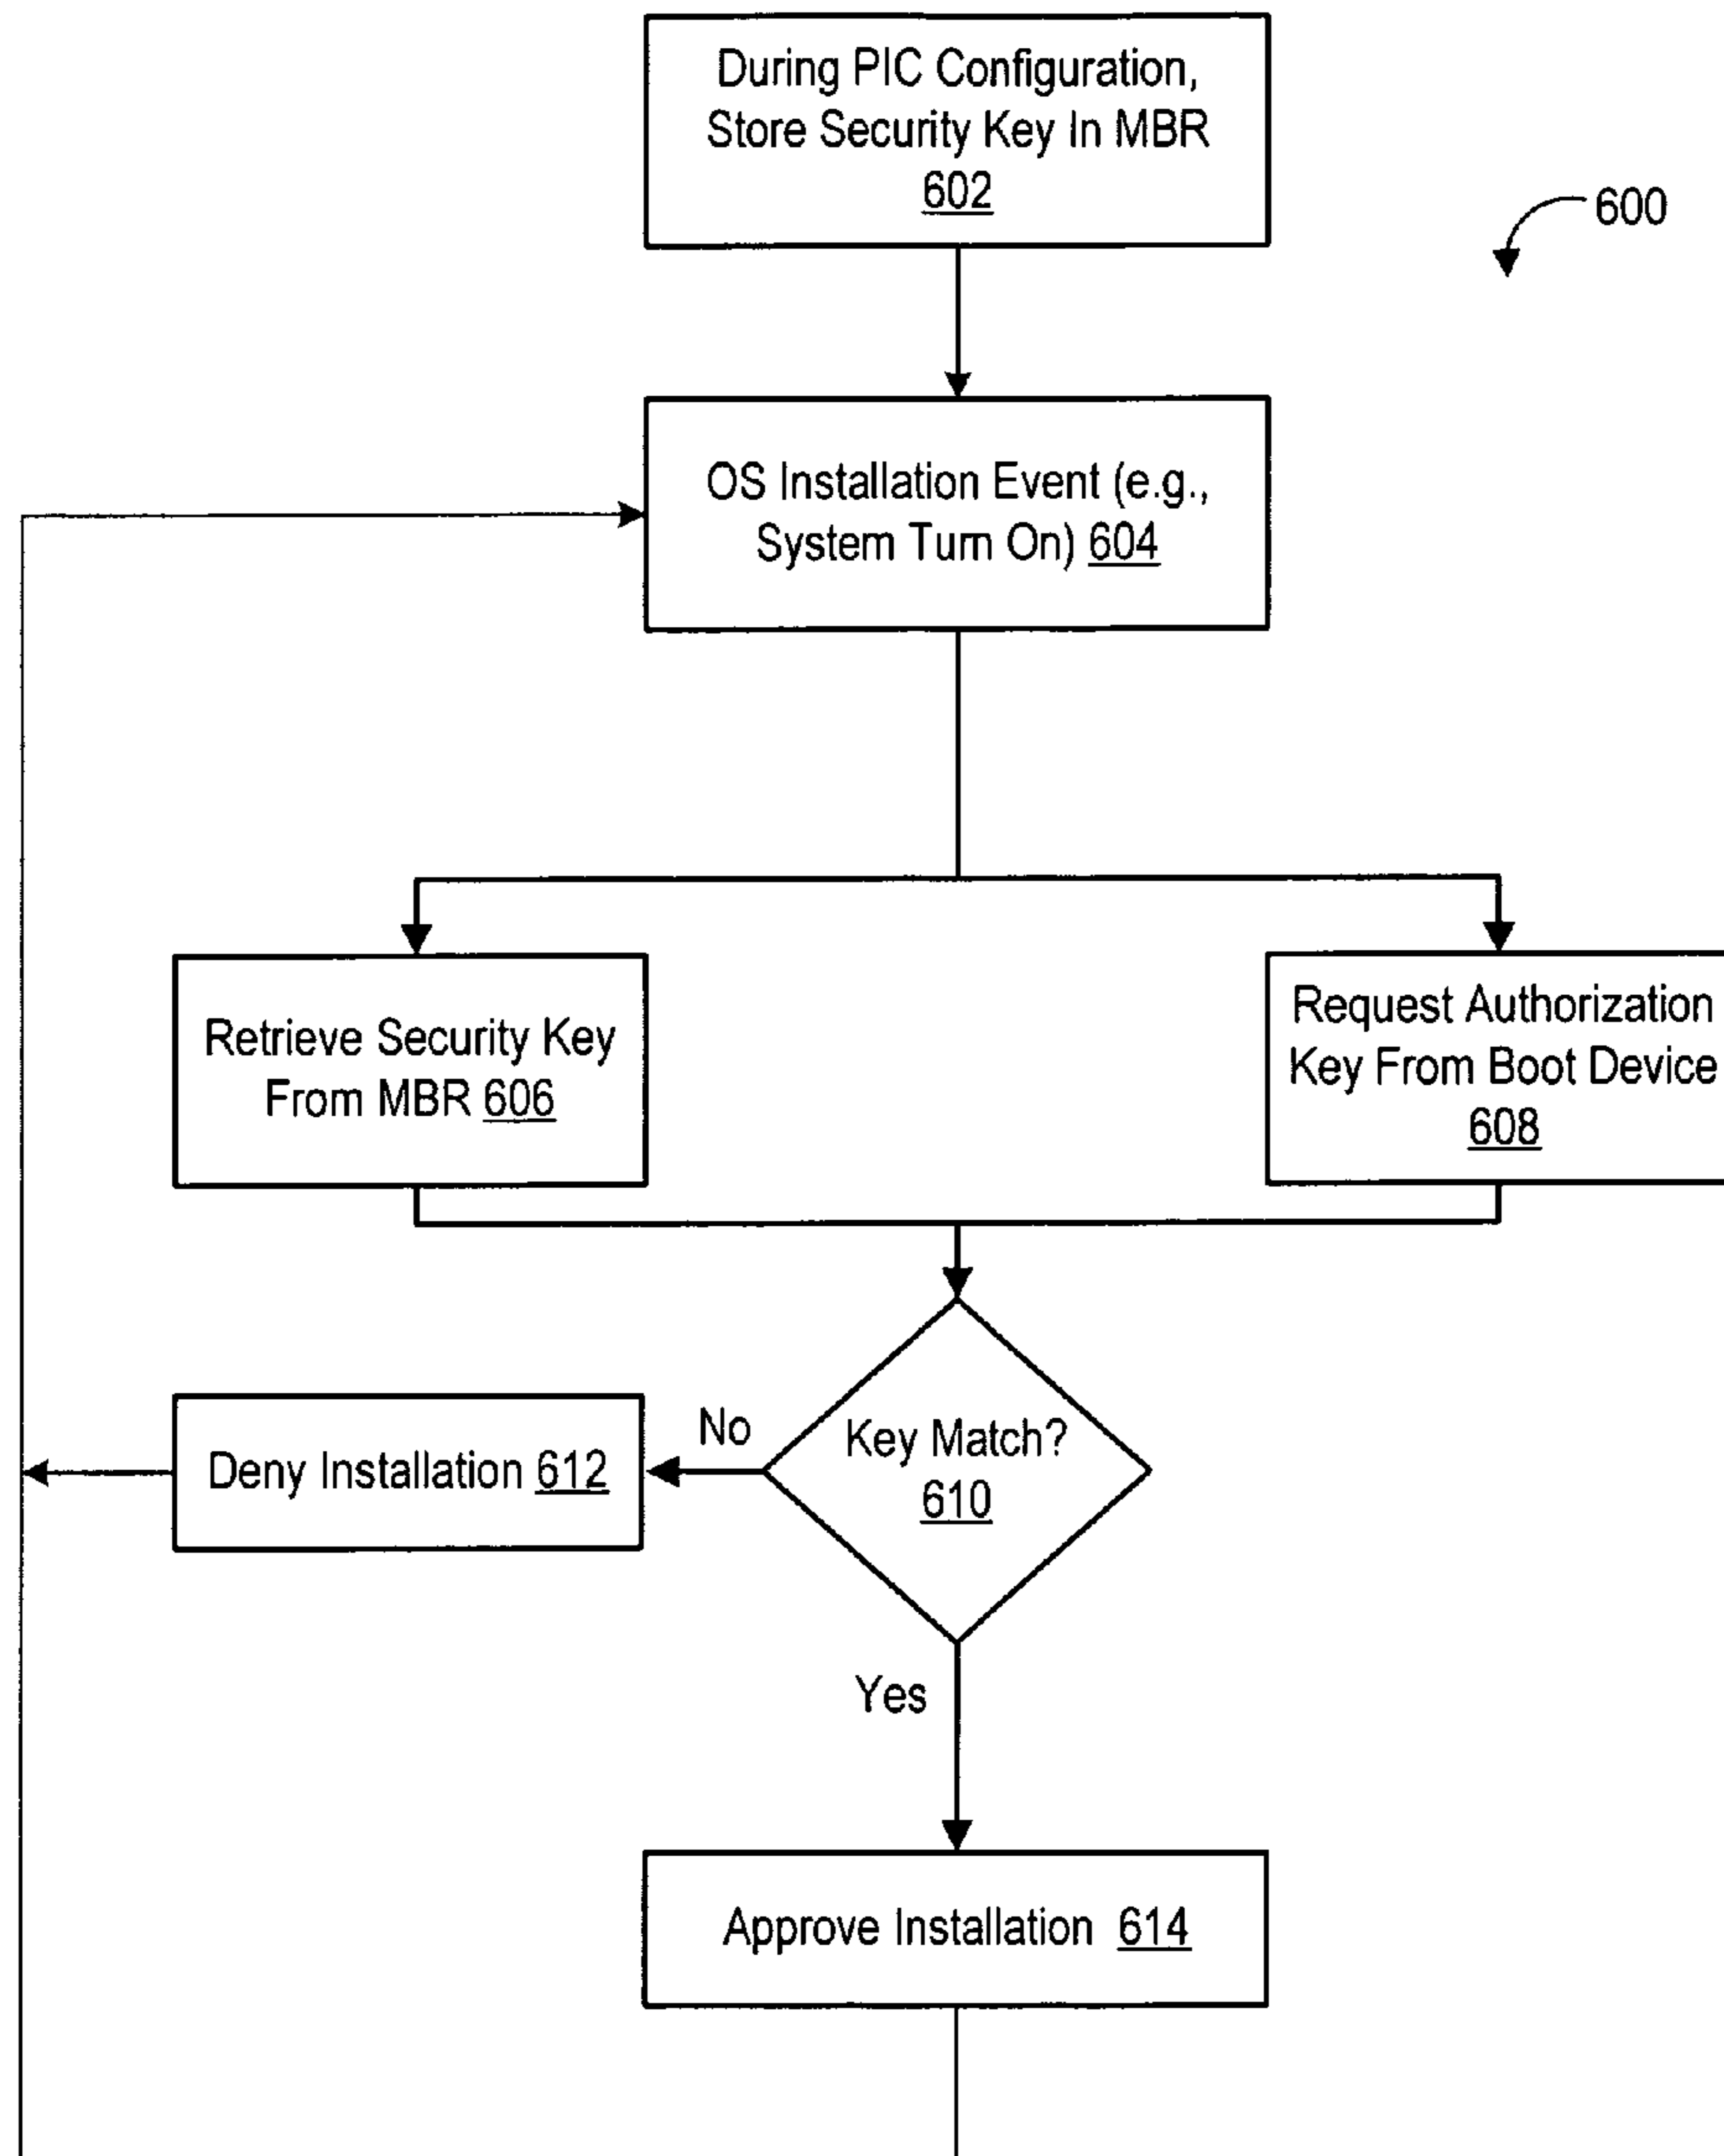 During PIC Configuration,
Store Security Key In MBR
602
600
OS Installation Event (e.g.,
System Turn On) 604
Retrieve Security Key
From MBR 606
Request Authorization
Key From Boot Device
608
No
Key Match?
610
Deny Installation 612
Yes
Approve Installation 614